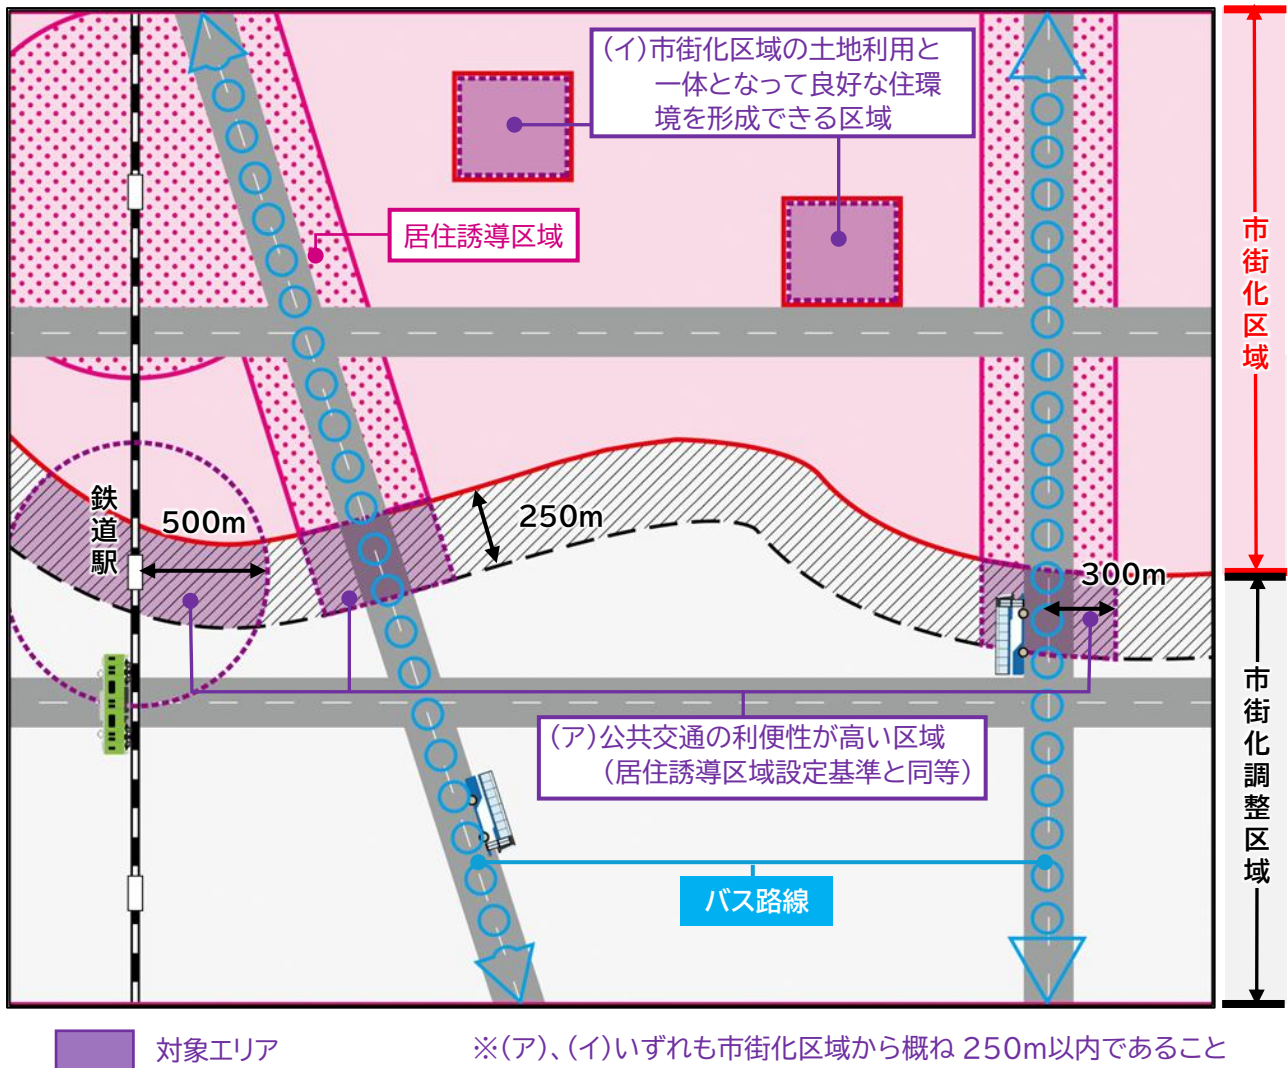 (イ)市街化区域の土地利用と
一体となって良好な住環
境を形成できる区域
居住誘導区域
市街化区域
鉄道駅
500m
250m
300m
(ア)公共交通の利便性が高い区域
(居住誘導区域設定基準と同等)
市街化調整区域
バス路線
対象エリア
※(ア)、(イ)いずれも市街化区域から概ね 250m以内であること